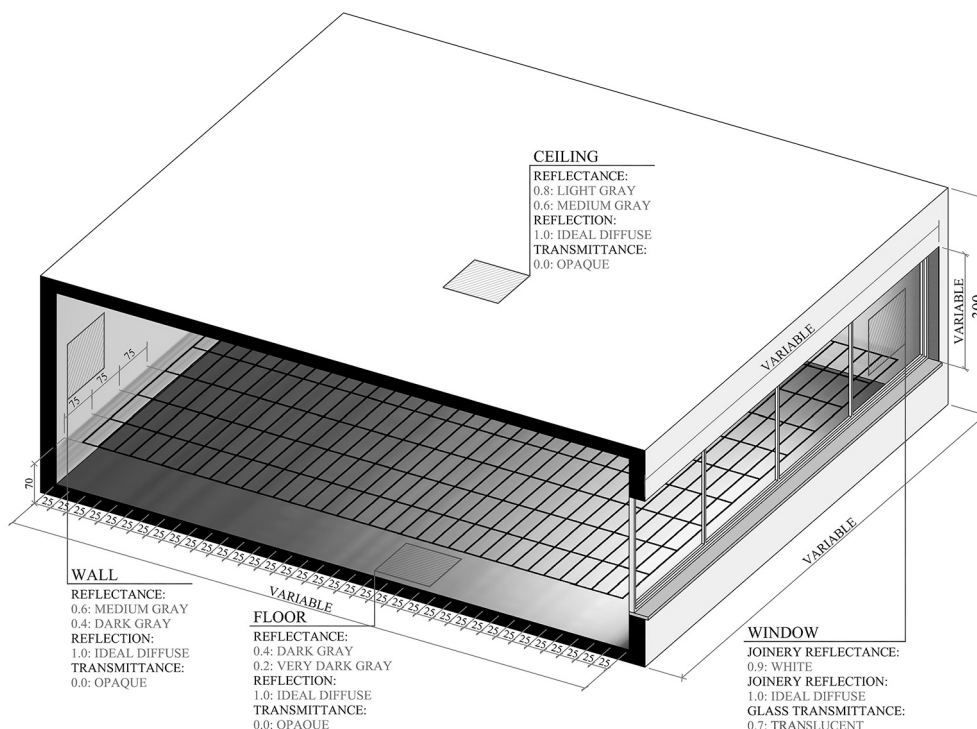 CEILING
REFLECTANCE:
0.8: LIGHT GRAY
0.6: MEDIUM GRAY
REFLECTION:
1.0: IDEAL DIFFUSE
TRANSMITTANCE:
0.0: OPAQUE
VARIABLE
VARIABLE
300
75
75
75
70
25 25 25 25 25 25 25 25 25 25 25 25 25 25 25 25 25 25 25 25 25 25 25 25 25 25 25 25 25 25 25 25 25
VARIABLE
VARIABLE
WALL
REFLECTANCE:
0.6: MEDIUM GRAY
0.4: DARK GRAY
REFLECTION:
1.0: IDEAL DIFFUSE
TRANSMITTANCE:
0.0: OPAQUE
FLOOR
REFLECTANCE:
0.4: DARK GRAY
0.2: VERY DARK GRAY
REFLECTION:
1.0: IDEAL DIFFUSE
TRANSMITTANCE:
0.0: OPAQUE
WINDOW
JOINERY REFLECTANCE:
0.9: WHITE
JOINERY REFLECTION:
1.0: IDEAL DIFFUSE
GLASS TRANSMITTANCE:
0.7: TRANSLUCENT